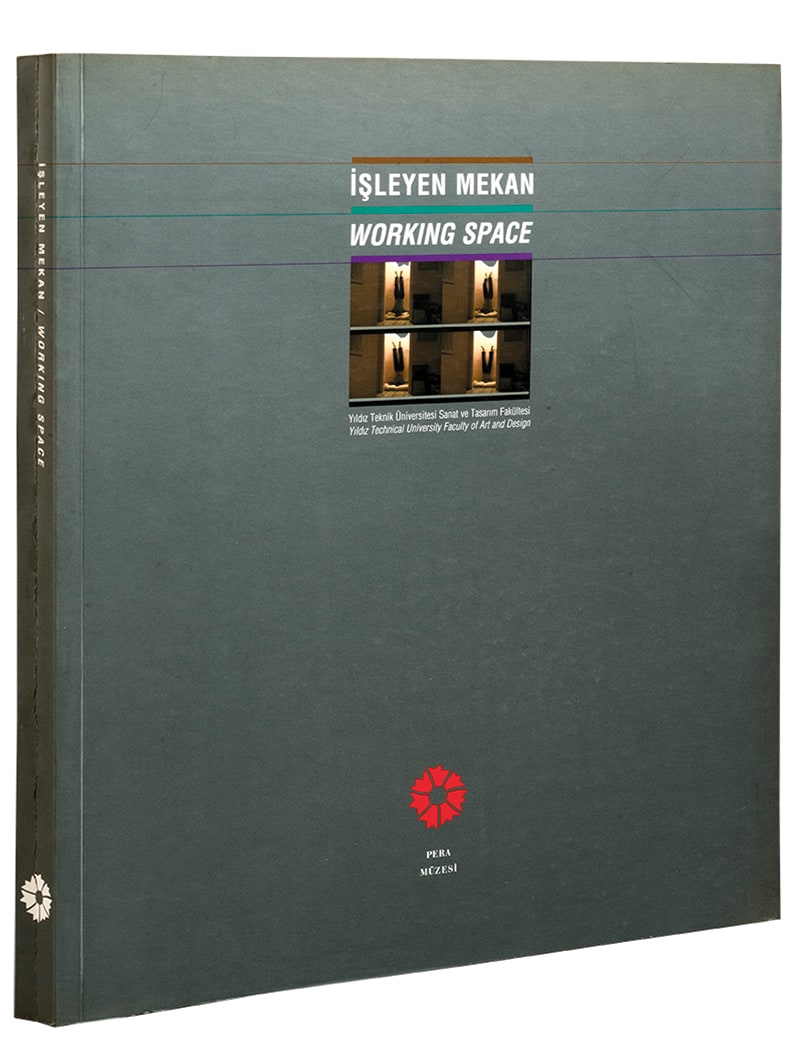 İŞLEYEN MEKAN / WORKING SPACE
İŞLEYEN MEKAN
WORKING SPACE
Yıldız Teknik Üniversitesi Sanat ve Tasarım Fakültesi
Yıldız Technical University Faculty of Art and Design
PERA
MÜZESİ